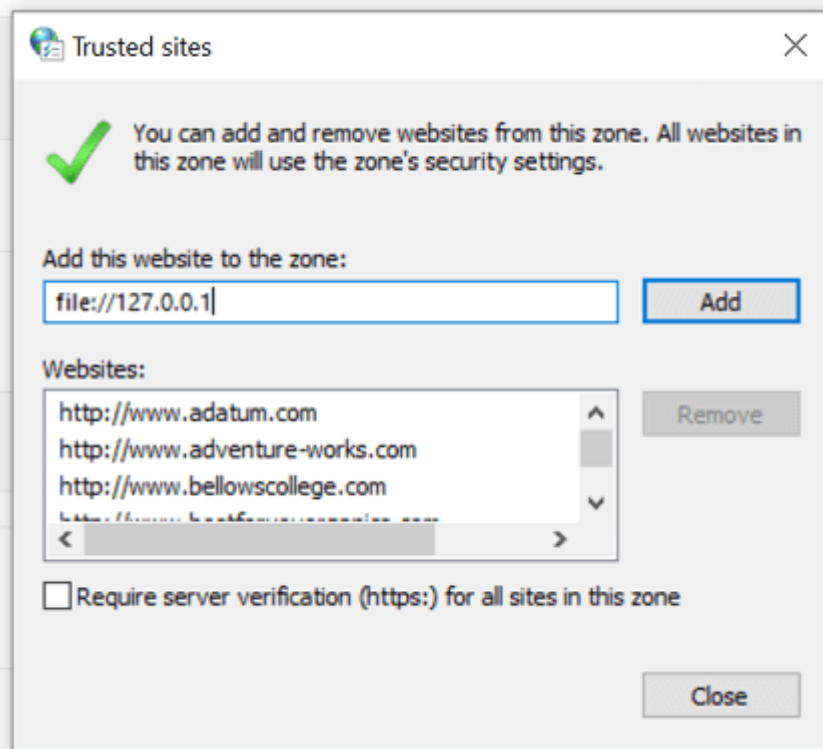 Trusted sites
You can add and remove websites from this zone. All websites in
this zone will use the zone's security settings.
Add this website to the zone:
file://127.0.0.1
Add
Websites:
http://www.adatum.com
http://www.adventure-works.com
http://www.bellowscollege.com
Remove
Require server verification (https:) for all sites in this zone
Close